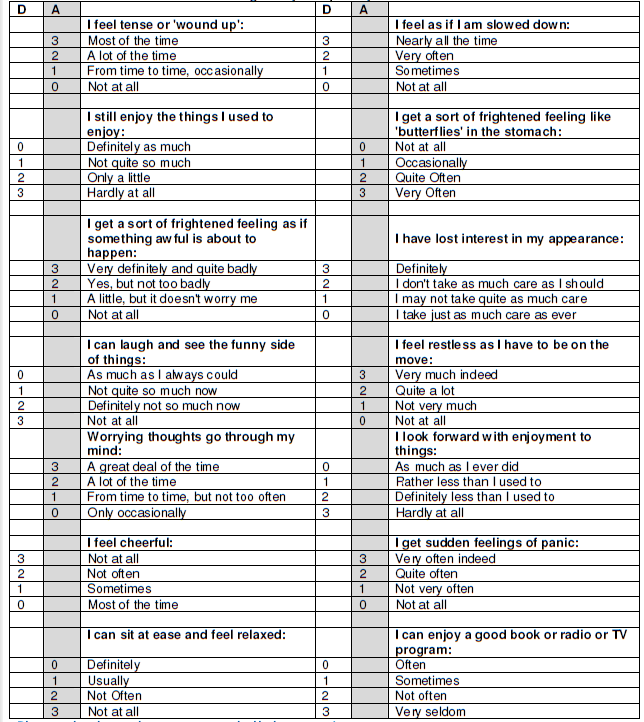 D A D A
I feel tense or 'wound up': I feel as if I am slowed down:
3 Most of the time 3 Nearly all the time
2 A lot of the time 2 Very often
1 From time to time, occasionally 1 Sometimes
0 Not at all 0 Not at all
I still enjoy the things I used to I get a sort of frightened feeling like
enjoy: 'butterflies' in the stomach:
0 Definitely as much 0 Not at all
1 Not quite so much 1 Occasionally
2 Only a little 2 Quite Often
3 Hardly at all 3 Very Often
I get a sort of frightened feeling as if
something awful is about to I have lost interest in my appearance:
happen:
3 Very definitely and quite badly 3 Definitely
2 Yes, but not too badly 2 I don't take as much care as I should
1 A little, but it doesn't worry me 1 I may not take quite as much care
0 Not at all 0 I take just as much care as ever
I can laugh and see the funny side I feel restless as I have to be on the
of things: move:
0 As much as I always could 3 Very much indeed
1 Not quite so much now 2 Quite a lot
2 Definitely not so much now 1 Not very much
3 Not at all 0 Not at all
Worrying thoughts go through my I look forward with enjoyment to
mind: things:
3 A great deal of the time 0 As much as I ever did
2 A lot of the time 1 Rather less than I used to
1 From time to time, but not too often 2 Definitely less than I used to
0 Only occasionally 3 Hardly at all
I feel cheerful: I get sudden feelings of panic:
3 Not at all 3 Very often indeed
2 Not often 2 Quite often
1 Sometimes 1 Not very often
0 Most of the time 0 Not at all
I can sit at ease and feel relaxed: I can enjoy a good book or radio or TV
program:
0 Definitely 0 Often
1 Usually 1 Sometimes
2 Not Often 2 Not often
3 Not at all 3 Very seldom